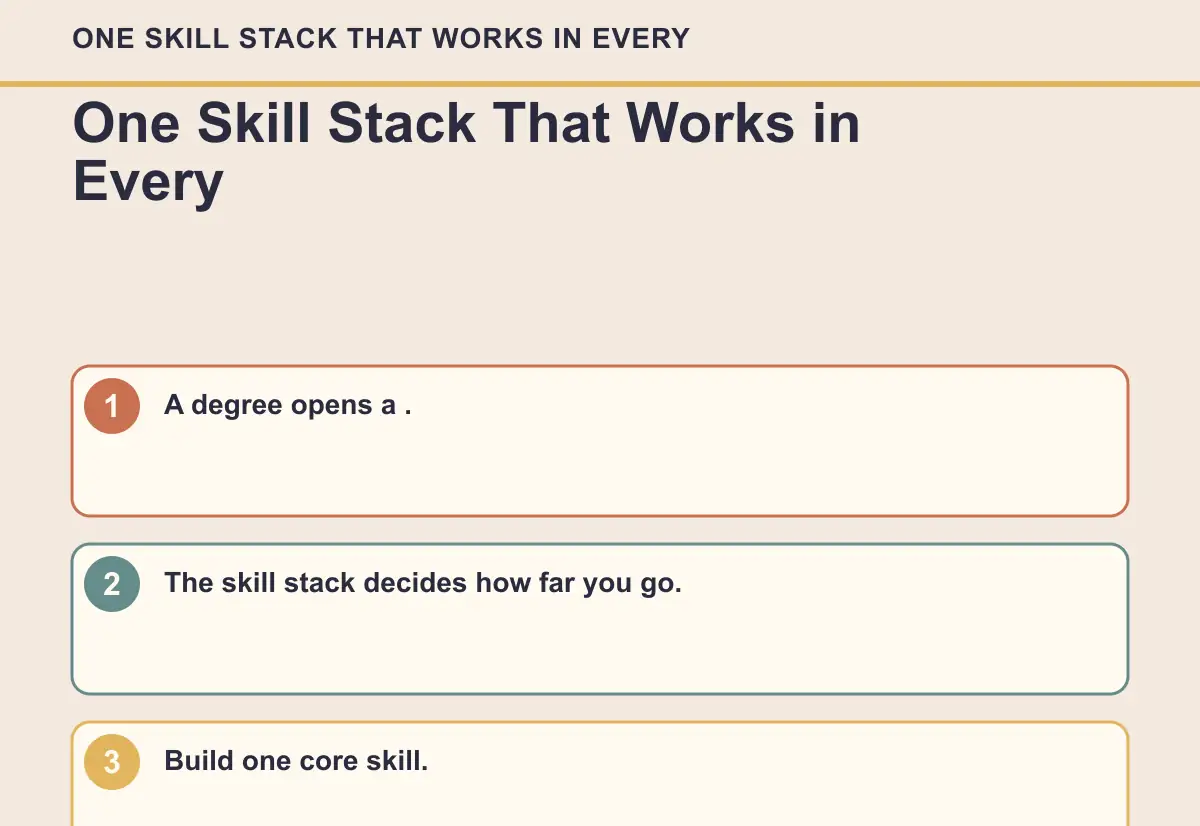 ONE SKILL STACK THAT WORKS IN EVERY
One Skill Stack That Works in
Every
1
A degree opens a .
2
The skill stack decides how far you go.
3
Build one core skill.